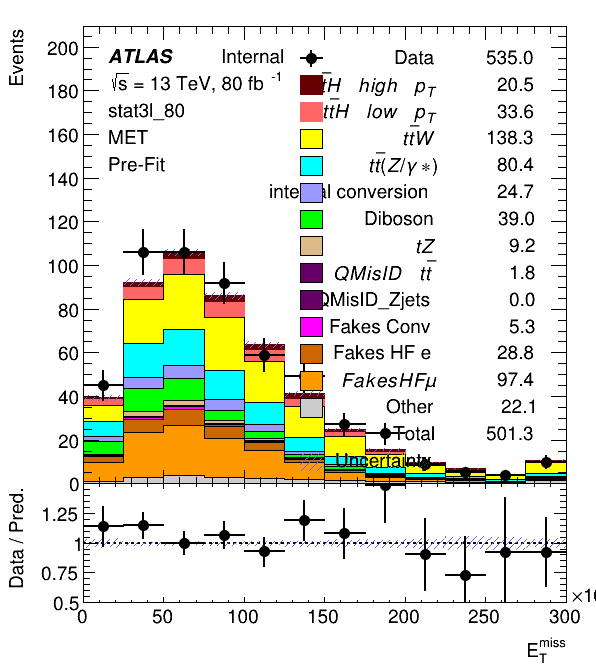 Events
ATLAS Internal
√s = 13 TeV, 80 fb -1
stat3l_80
MET
Pre-Fit
Data 535.0
tt̄H high pT 20.5
tt̄H low pT 33.6
tt̄W 138.3
tt̄(Z/γ*) 80.4
internal conversion 24.7
Diboson 39.0
tZ 9.2
QMisID tt̄ 1.8
QMisID_Zjets 0.0
Fakes Conv 5.3
Fakes HF e 28.8
FakesHFμ 97.4
Other 22.1
Total 501.3
Uncertainty
200
180
160
140
120
100
80
60
40
20
0
Data / Pred.
1.25
1
0.75
0.5
0 50 100 150 200 250 300
E_T^miss